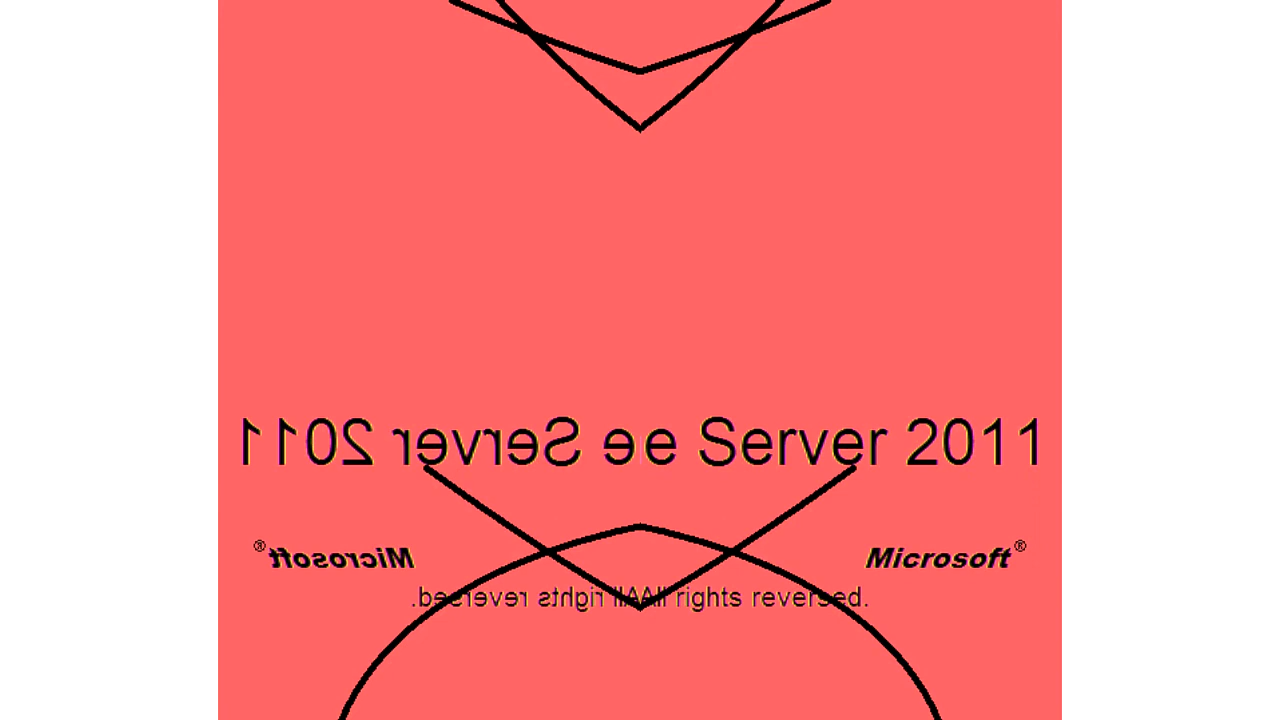 1102 revreS ee Server 2011
®tfosorciM Microsoft®
.desrever sthgir llAAll rights reversed.